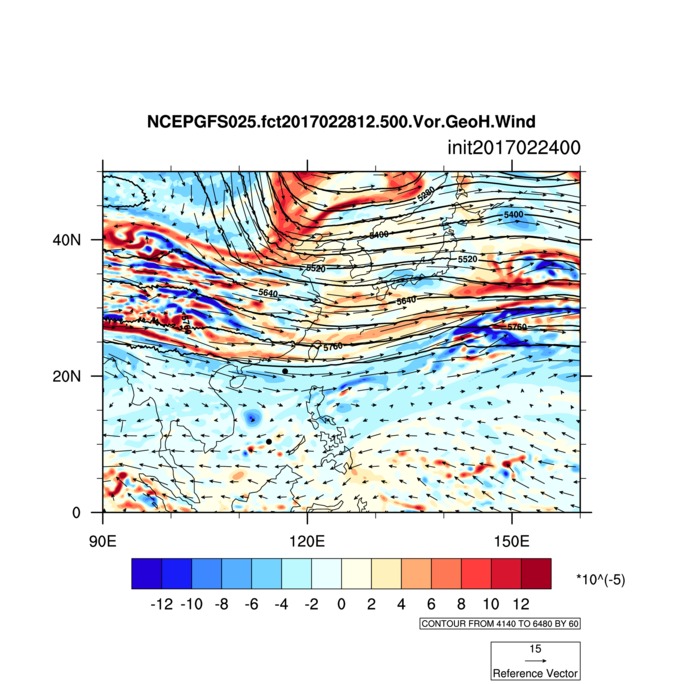 NCEPGFS025.fct2017022812.500.Vor.GeoH.Wind
init2017022400
5280
5400
40N
5400
5520
5520
5640
5640
5760
5760
20N
0
90E 120E 150E
-12 -10 -8 -6 -4 -2 0 2 4 6 8 10 12
*10^(-5)
CONTOUR FROM 4140 TO 6480 BY 60
15
Reference Vector